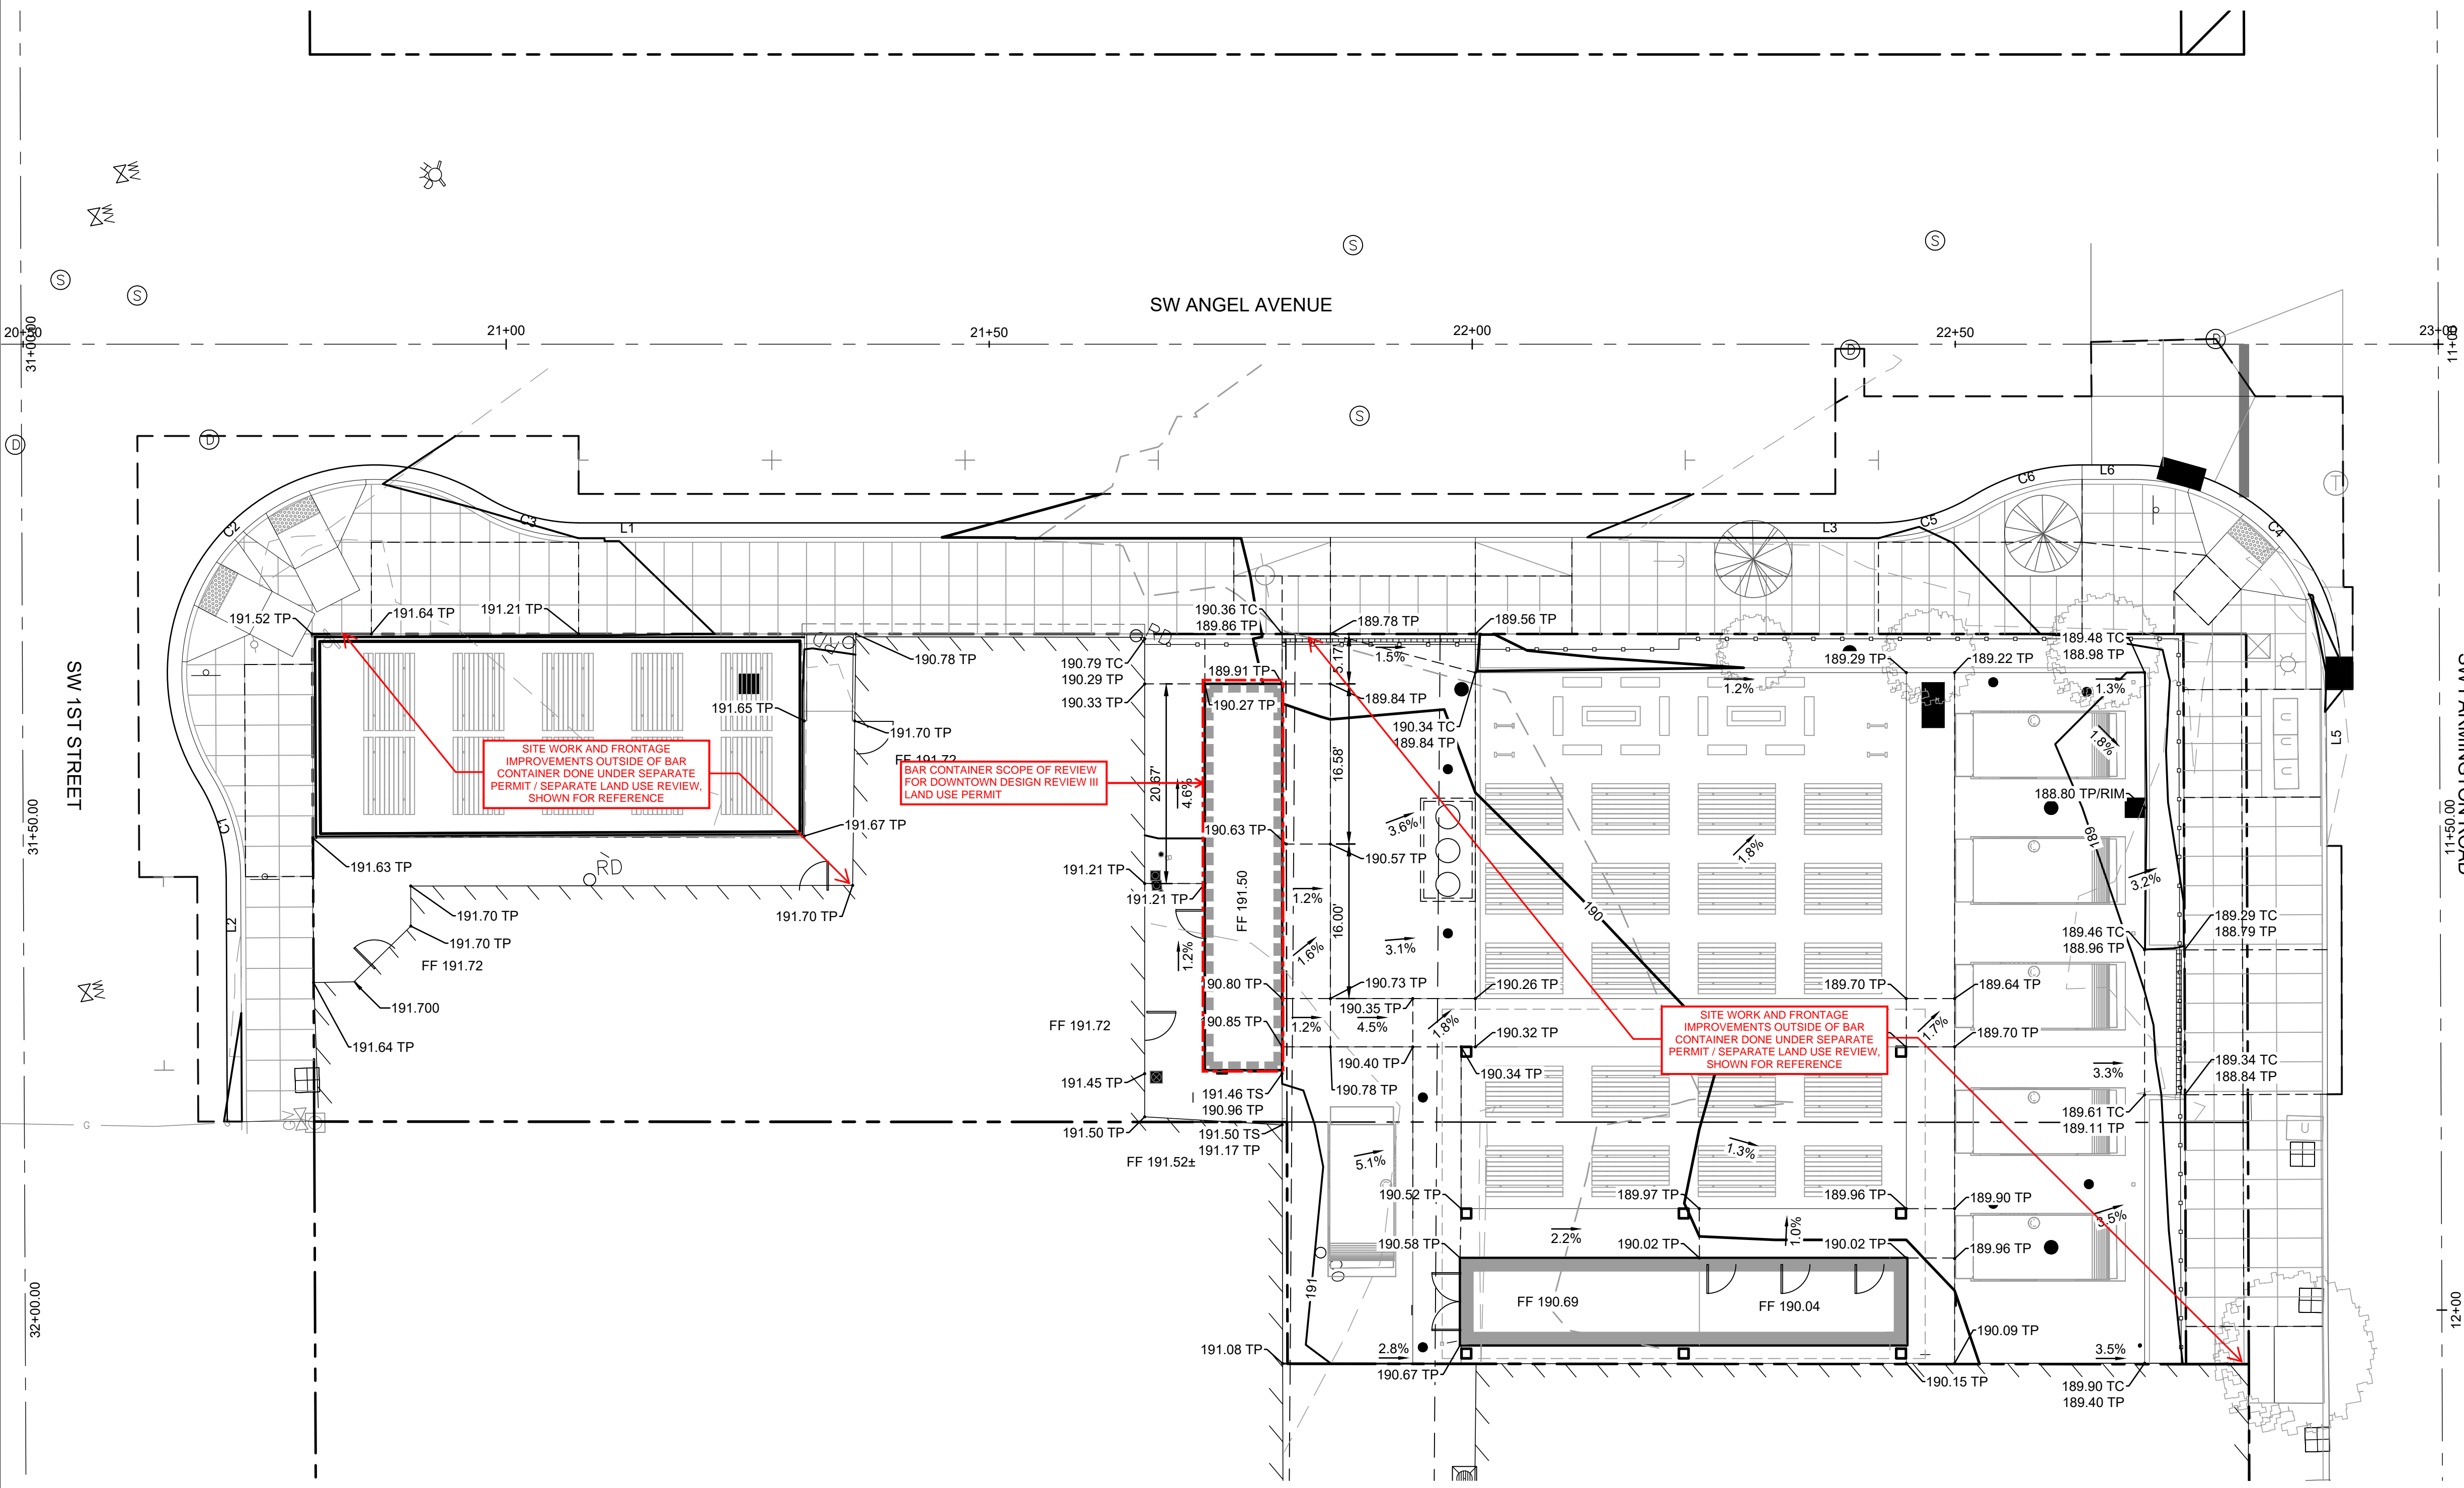 SW ANGEL AVENUE
21+00
21+50
22+00
22+50
31+00.00
S
S
S
S
S
D
D
D
D
C2
C3
L1
L3
C5
C6
L6
C4
T
191.52 TP
191.64 TP
191.21 TP
190.78 TP
190.79 TC
190.29 TP
190.33 TP
190.36 TC
189.86 TP
189.91 TP
190.27 TP
189.78 TP
189.56 TP
1.5%
5.17'
189.84 TP
190.34 TC
189.84 TP
189.29 TP
189.22 TP
189.48 TC
188.98 TP
1.2%
1.3%
1.8%
SW 1ST STREET
191.65 TP
191.70 TP
FF 191.72
SITE WORK AND FRONTAGE
IMPROVEMENTS OUTSIDE OF BAR
CONTAINER DONE UNDER SEPARATE
PERMIT / SEPARATE LAND USE REVIEW,
SHOWN FOR REFERENCE
BAR CONTAINER SCOPE OF REVIEW
FOR DOWNTOWN DESIGN REVIEW III
LAND USE PERMIT
20.67'
4.6%
16.58'
3.6%
1.8%
188.80 TP/RIM
189
L5
SW FARMINGTON ROAD
11+50.00
31+50.00
C1
L2
191.67 TP
191.63 TP
RD
190.63 TP
190.57 TP
191.21 TP
191.21 TP
FF 191.50
1.2%
16.00'
190
3.2%
191.70 TP
191.70 TP
191.70 TP
FF 191.72
191.700
191.64 TP
1.2%
1.6%
3.1%
189.29 TC
188.79 TP
189.46 TC
188.96 TP
190.80 TP
190.73 TP
190.26 TP
190.35 TP
189.70 TP
189.64 TP
FF 191.72
190.85 TP
1.2%
4.5%
1.8%
190.32 TP
1.7%
189.70 TP
SITE WORK AND FRONTAGE
IMPROVEMENTS OUTSIDE OF BAR
CONTAINER DONE UNDER SEPARATE
PERMIT / SEPARATE LAND USE REVIEW,
SHOWN FOR REFERENCE
190.40 TP
190.34 TP
190.78 TP
3.3%
189.34 TC
188.84 TP
191.45 TP
191.46 TS
190.96 TP
189.61 TC
189.11 TP
G
G
191.50 TP
191.50 TS
191.17 TP
FF 191.52±
5.1%
1.3%
190.52 TP
189.97 TP
189.96 TP
189.90 TP
3.5%
2.2%
1.0%
190.58 TP
190.02 TP
190.02 TP
189.96 TP
191
FF 190.69
FF 190.04
32+00.00
12+00
190.09 TP
191.08 TP
2.8%
3.5%
190.67 TP
190.15 TP
189.90 TC
189.40 TP